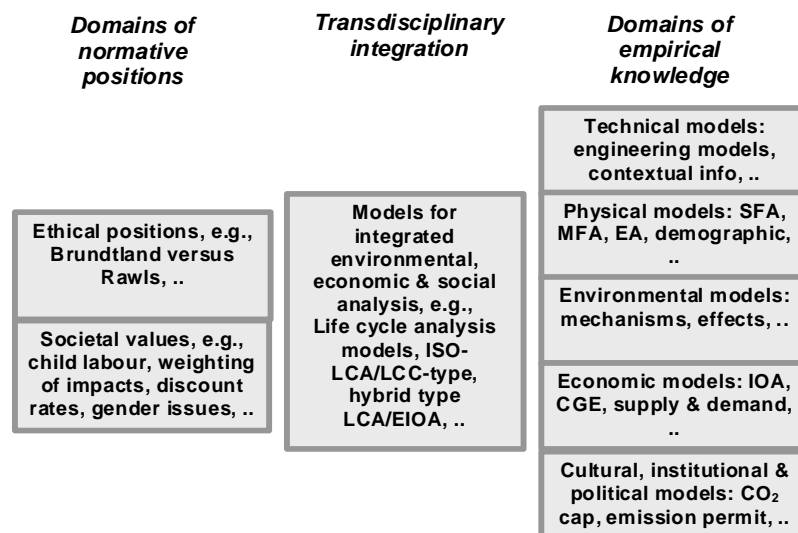 Domains of
normative
positions
Transdisciplinary
integration
Domains of
empirical
knowledge
Ethical positions, e.g.,
Brundtland versus
Rawls, ..
Societal values, e.g.,
child labour, weighting
of impacts, discount
rates, gender issues, ..
Models for
integrated
environmental,
economic & social
analysis, e.g.,
Life cycle analysis
models, ISO-
LCA/LCC-type,
hybrid type
LCA/EIOA, ..
Technical models:
engineering models,
contextual info, ..
Physical models: SFA,
MFA, EA, demographic,
..
Environmental models:
mechanisms, effects, ..
Economic models: IOA,
CGE, supply & demand,
..
Cultural, institutional &
political models: CO₂
cap, emission permit, ..